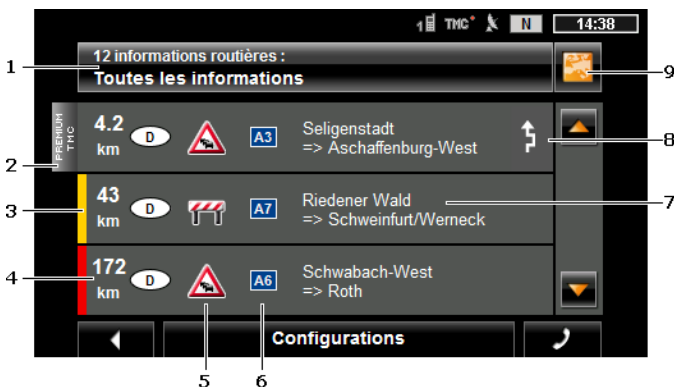 1 TMC N 14:38
12 informations routières :
Toutes les informations
PREMIUM
TMC
4.2
km
D
A3
Seligenstadt
=> Aschaffenburg-West
43
km
D
A7
Riedener Wald
=> Schweinfurt/Werneck
172
km
D
A6
Schwabach-West
=> Roth
Configurations
1
2
3
4
5
6
7
8
9